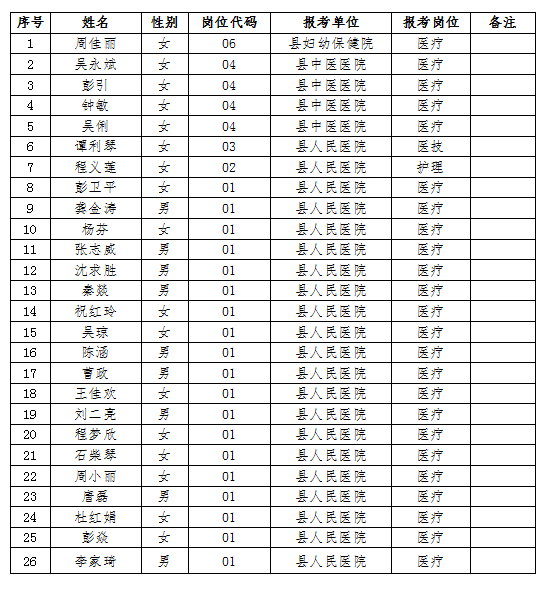 序号 姓名 性别 岗位代码 报考单位 报考岗位 备注
1 周佳丽 女 06 县妇幼保健院 医疗
2 吴永斌 女 04 县中医医院 医疗
3 彭引 女 04 县中医医院 医疗
4 钟敏 女 04 县中医医院 医疗
5 吴俐 女 04 县中医医院 医疗
6 谭利琴 女 03 县人民医院 医技
7 程义莲 女 02 县人民医院 护理
8 彭卫平 女 01 县人民医院 医疗
9 龚金涛 男 01 县人民医院 医疗
10 杨芬 女 01 县人民医院 医疗
11 张志威 男 01 县人民医院 医疗
12 沈求胜 男 01 县人民医院 医疗
13 秦燚 男 01 县人民医院 医疗
14 祝红玲 女 01 县人民医院 医疗
15 吴琼 女 01 县人民医院 医疗
16 陈涵 男 01 县人民医院 医疗
17 曹政 男 01 县人民医院 医疗
18 王佳欢 女 01 县人民医院 医疗
19 刘二亮 男 01 县人民医院 医疗
20 程梦欣 女 01 县人民医院 医疗
21 石柴琴 女 01 县人民医院 医疗
22 周小丽 女 01 县人民医院 医疗
23 唐磊 男 01 县人民医院 医疗
24 杜红娟 女 01 县人民医院 医疗
25 彭焱 女 01 县人民医院 医疗
26 李家琦 男 01 县人民医院 医疗